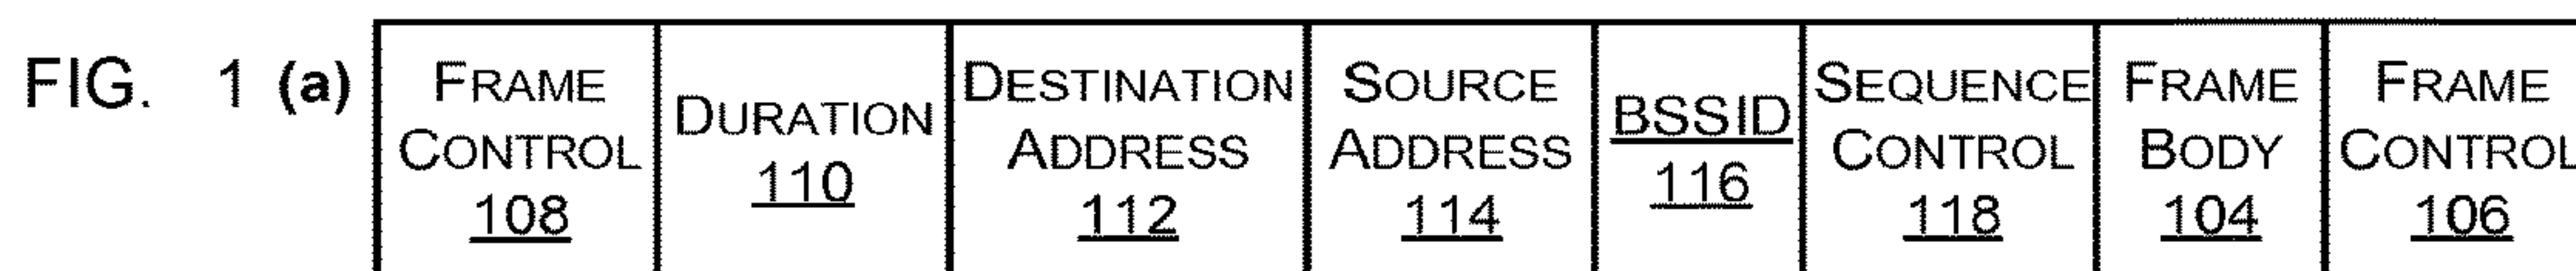 FIG. 1 (a)
FRAME
CONTROL
108
DURATION
110
DESTINATION
ADDRESS
112
SOURCE
ADDRESS
114
BSSID
116
SEQUENCE
CONTROL
118
FRAME
BODY
104
FRAME
CONTROL
106